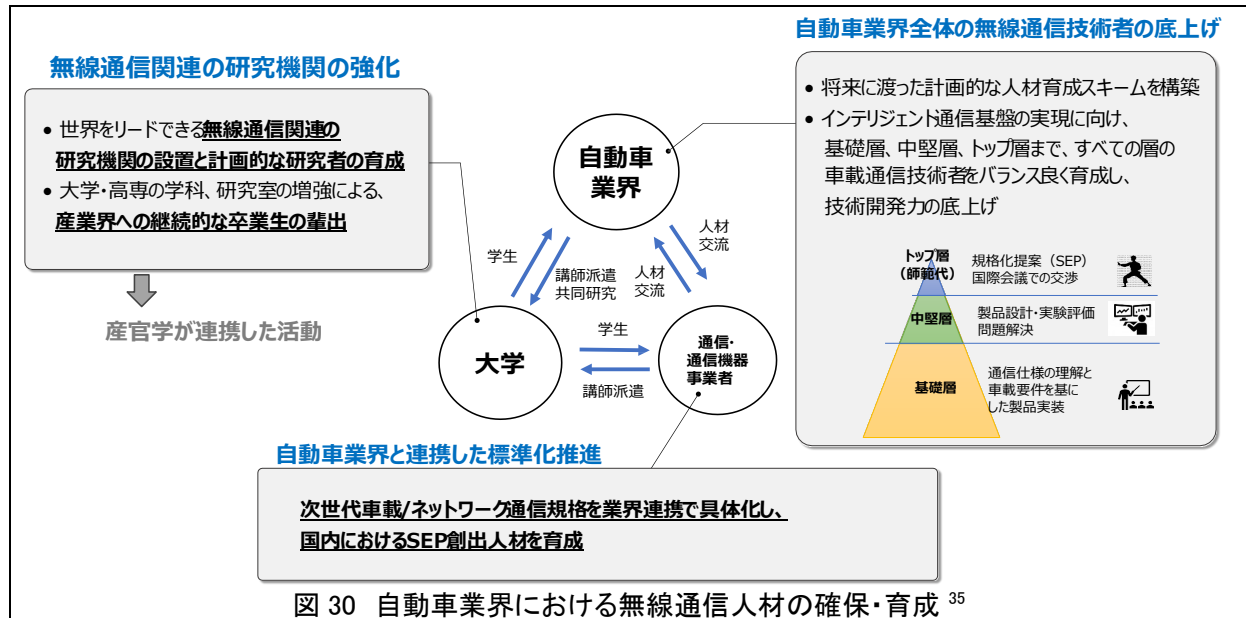 無線通信関連の研究機関の強化
• 世界をリードできる無線通信関連の
研究機関の設置と計画的な研究者の育成
• 大学・高専の学科、研究室の増強による、
産業界への継続的な卒業生の輩出
産官学が連携した活動
自動車
業界
学生
講師派遣
共同研究
人材
交流
人材
交流
大学
学生
講師派遣
通信・
通信機器
事業者
自動車業界全体の無線通信技術者の底上げ
• 将来に渡った計画的な人材育成スキームを構築
• インテリジェント通信基盤の実現に向け、
基礎層、中堅層、トップ層まで、すべての層の
車載通信技術者をバランス良く育成し、
技術開発力の底上げ
トップ層
(師範代)
規格化提案(SEP)
国際会議での交渉
中堅層
製品設計・実験評価
問題解決
基礎層
通信仕様の理解と
車載要件を基に
した製品実装
自動車業界と連携した標準化推進
次世代車載/ネットワーク通信規格を業界連携で具体化し、
国内におけるSEP創出人材を育成
図 30 自動車業界における無線通信人材の確保・育成 35